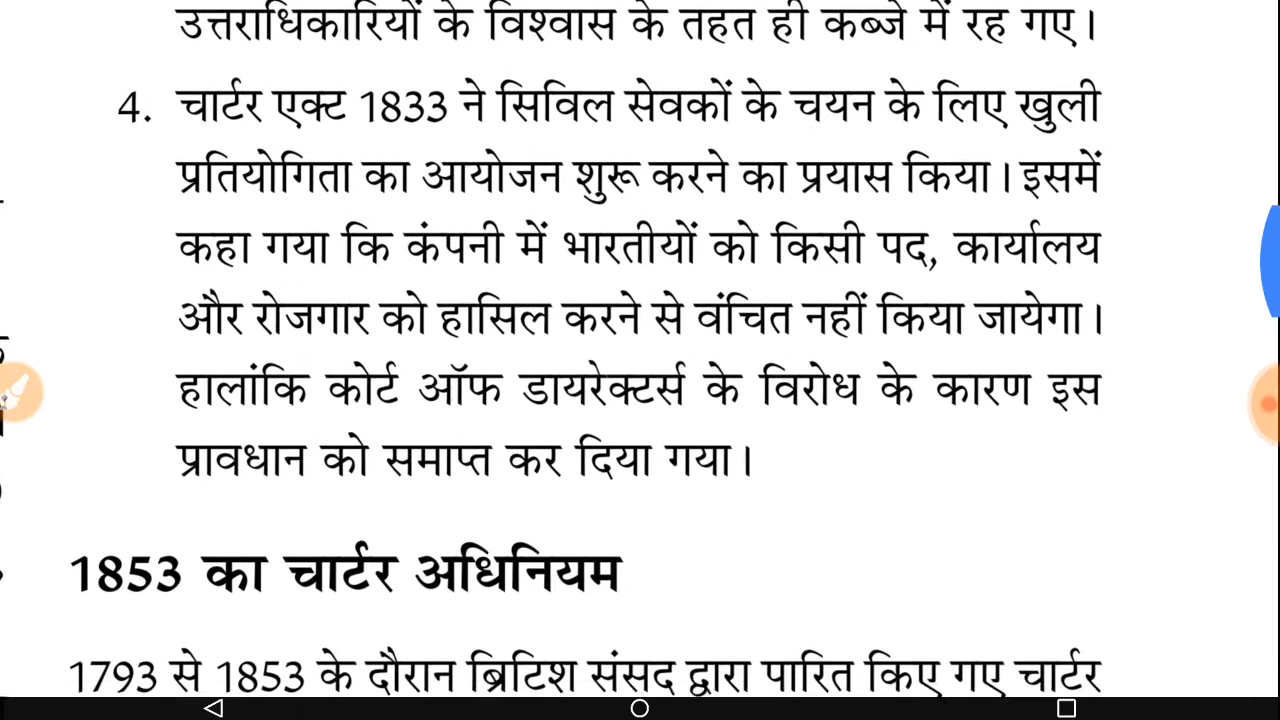 उत्तराधिकारियों के विश्वास के तहत ही कब्जे में रह गए।
4. चार्टर एक्ट 1833 ने सिविल सेवकों के चयन के लिए खुली
प्रतियोगिता का आयोजन शुरू करने का प्रयास किया। इसमें
कहा गया कि कंपनी में भारतीयों को किसी पद, कार्यालय
और रोजगार को हासिल करने से वंचित नहीं किया जायेगा।
हालांकि कोर्ट ऑफ डायरेक्टर्स के विरोध के कारण इस
प्रावधान को समाप्त कर दिया गया।
1853 का चार्टर अधिनियम
1793 से 1853 के दौरान ब्रिटिश संसद द्वारा पारित किए गए चार्टर